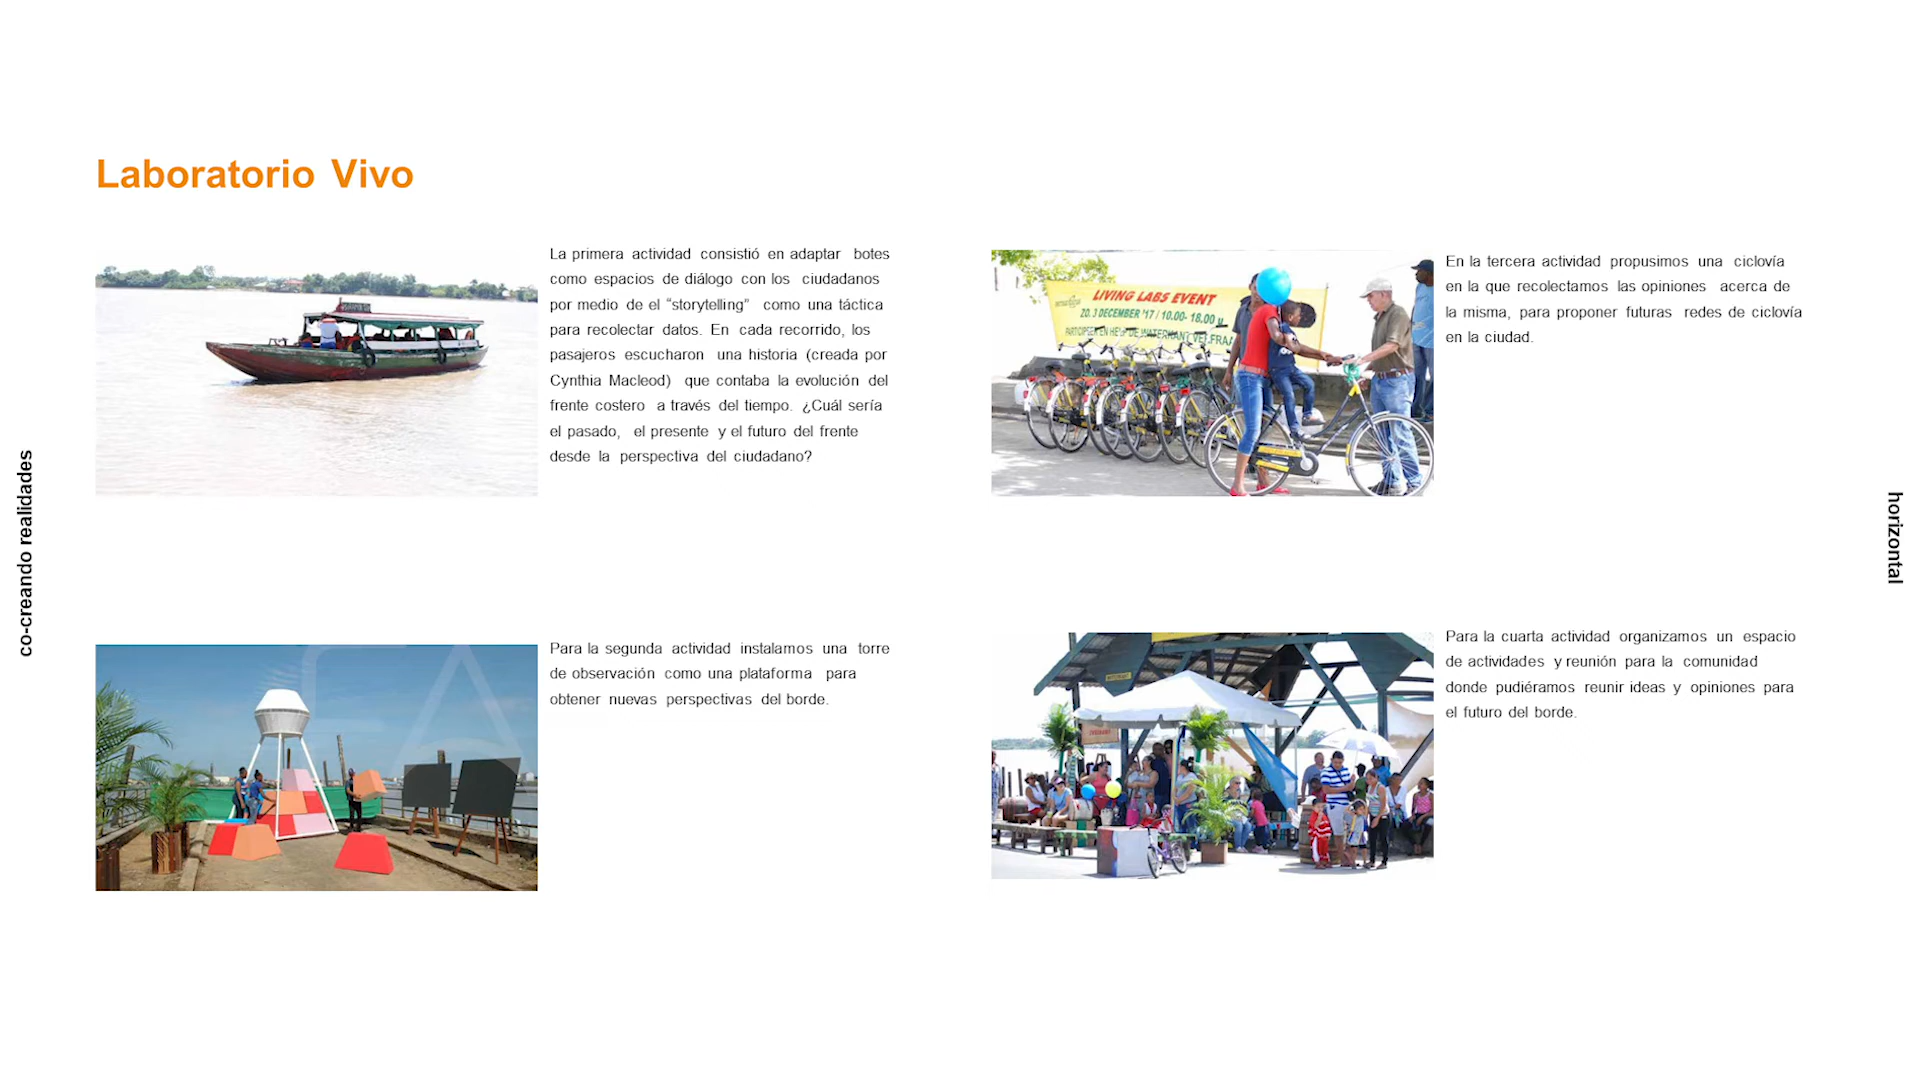 Laboratorio Vivo
La primera actividad consistió en adaptar botes
como espacios de diálogo con los ciudadanos
por medio de el “storytelling” como una táctica
para recolectar datos. En cada recorrido, los
pasajeros escucharon una historia (creada por
Cynthia Macleod) que contaba la evolución del
frente costero a través del tiempo. ¿Cuál sería
el pasado, el presente y el futuro del frente
desde la perspectiva del ciudadano?
Para la segunda actividad instalamos una torre
de observación como una plataforma para
obtener nuevas perspectivas del borde.
LIVING LABS EVENT
ZO. 3 DECEMBER '17 / 10.00- 18.00 u
En la tercera actividad propusimos una ciclovía
en la que recolectamos las opiniones acerca de
la misma, para proponer futuras redes de ciclovía
en la ciudad.
Para la cuarta actividad organizamos un espacio
de actividades y reunión para la comunidad
donde pudiéramos reunir ideas y opiniones para
el futuro del borde.
co-creando realidades
horizontal